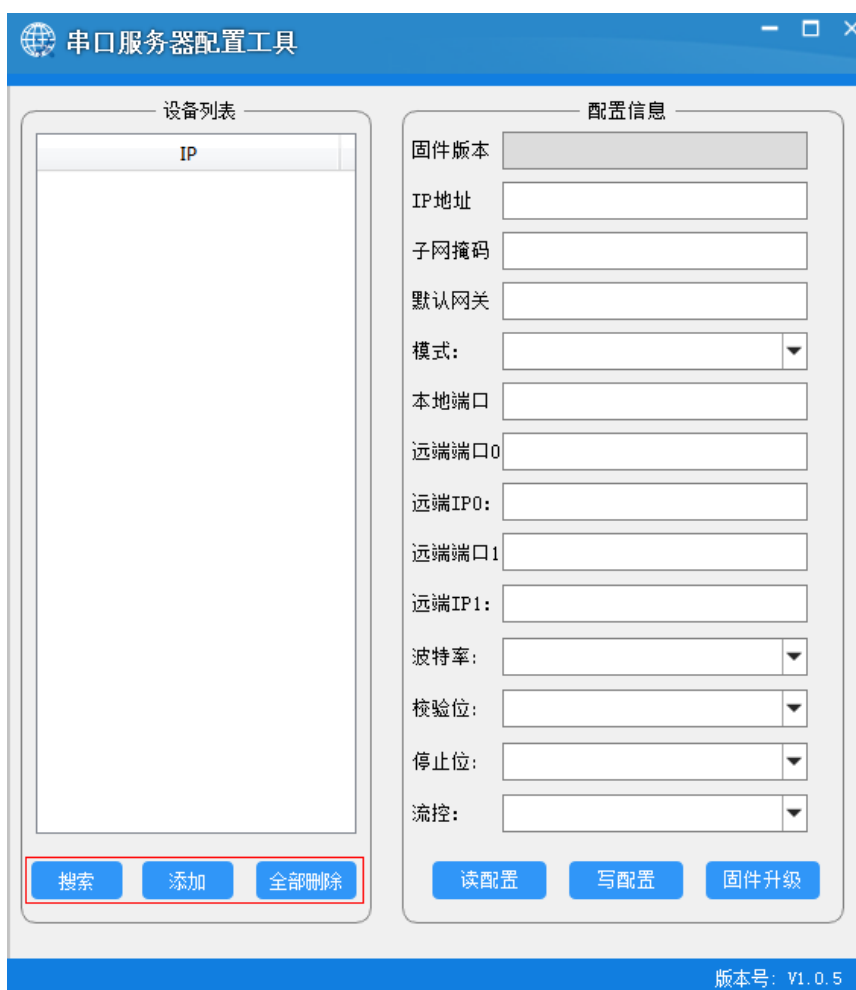 串口服务器配置工具
设备列表
IP
搜索 添加 全部删除
配置信息
固件版本
IP地址
子网掩码
默认网关
模式:
本地端口
远端端口0
远端IP0:
远端端口1
远端IP1:
波特率:
校验位:
停止位:
流控:
读配置 写配置 固件升级
版本号: V1.0.5